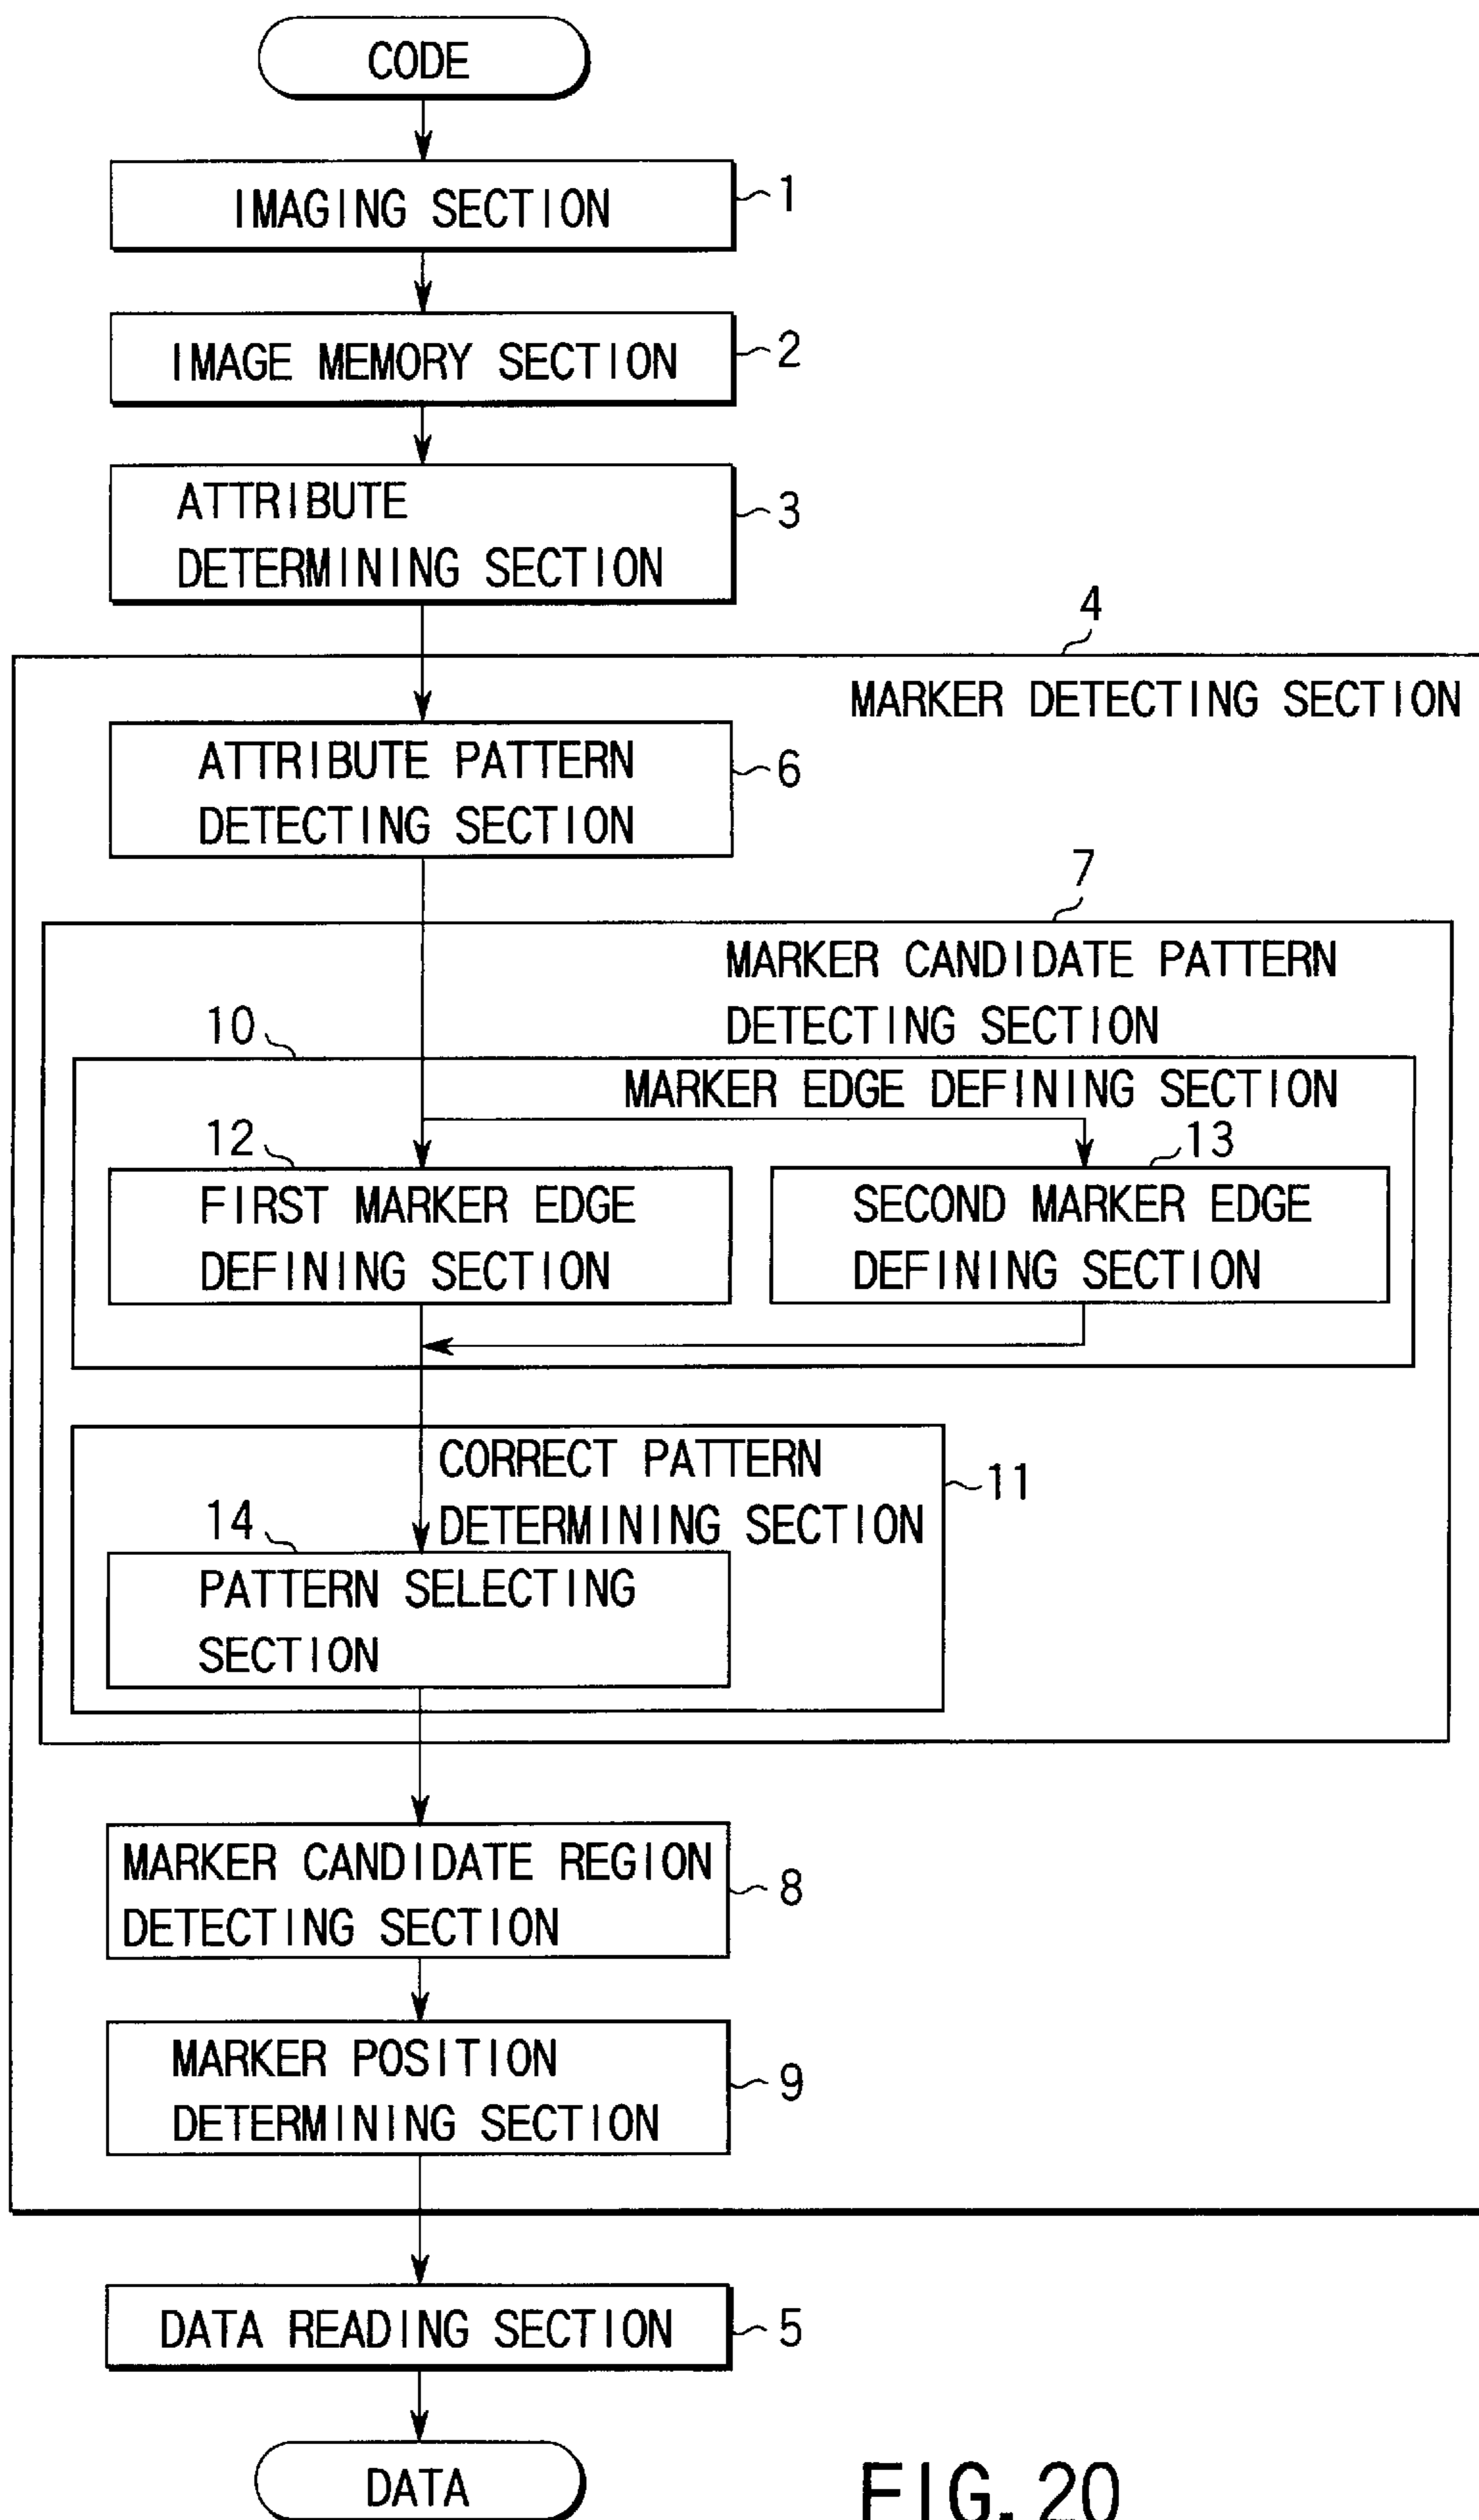 CODE
IMAGING SECTION
1
IMAGE MEMORY SECTION
2
ATTRIBUTE
DETERMINING SECTION
3
4
MARKER DETECTING SECTION
ATTRIBUTE PATTERN
DETECTING SECTION
6
7
MARKER CANDIDATE PATTERN
DETECTING SECTION
10
MARKER EDGE DEFINING SECTION
12
FIRST MARKER EDGE
DEFINING SECTION
13
SECOND MARKER EDGE
DEFINING SECTION
CORRECT PATTERN
DETERMINING SECTION
11
14
PATTERN SELECTING
SECTION
MARKER CANDIDATE REGION
DETECTING SECTION
8
MARKER POSITION
DETERMINING SECTION
9
DATA READING SECTION
5
DATA
FIG. 20